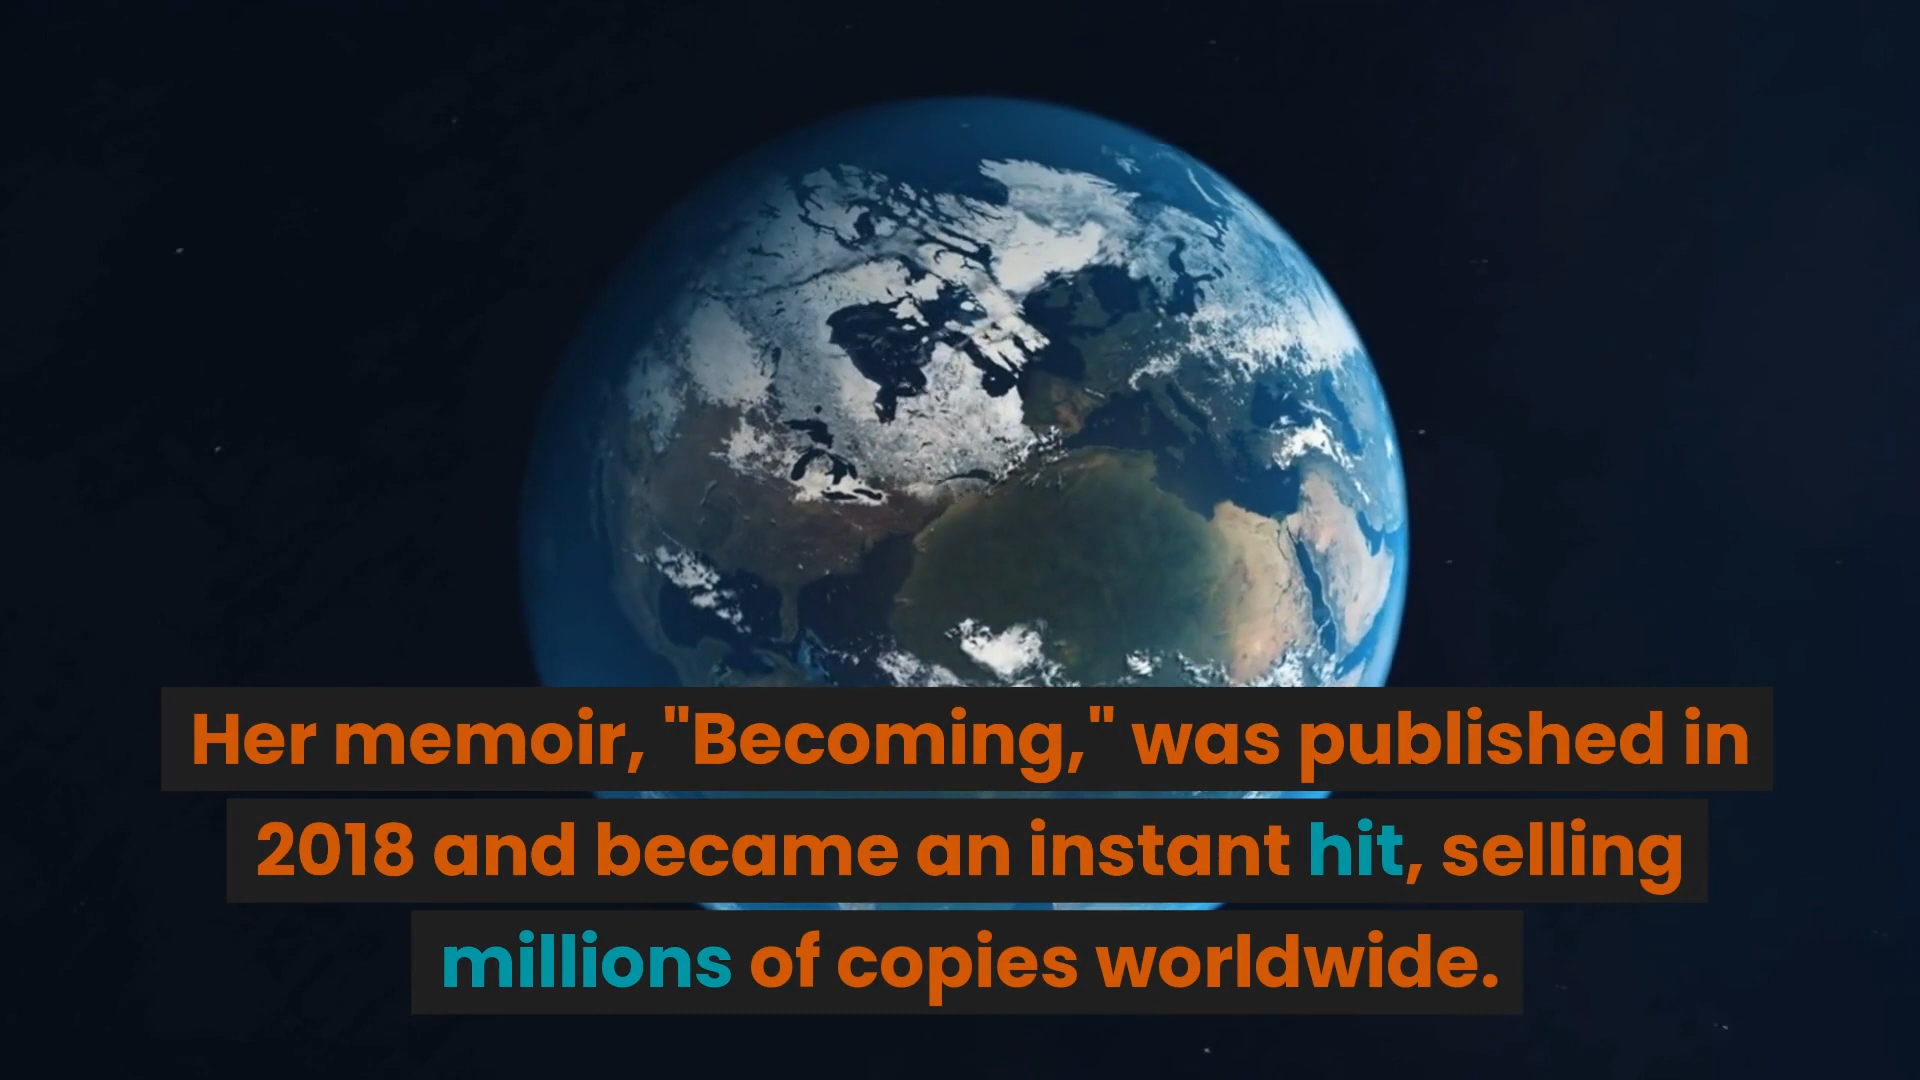 Her memoir, "Becoming," was published in
2018 and became an instant hit, selling
millions of copies worldwide.